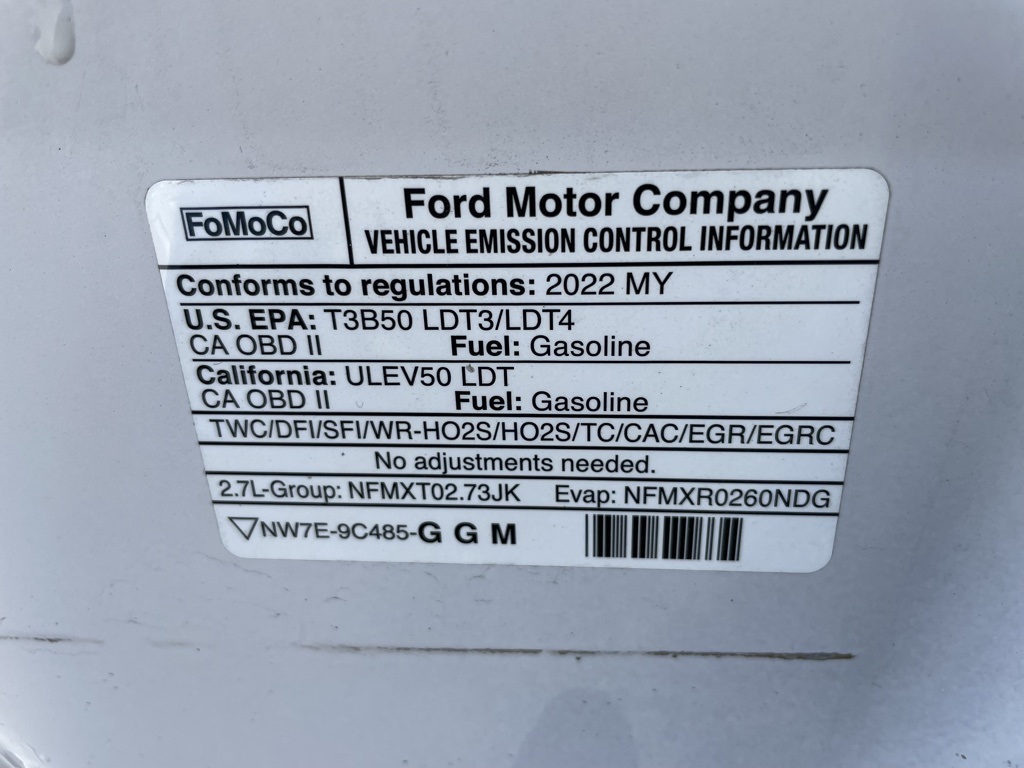 FoMoCo
Ford Motor Company
VEHICLE EMISSION CONTROL INFORMATION
Conforms to regulations: 2022 MY
U.S. EPA: T3B50 LDT3/LDT4
CA OBD II Fuel: Gasoline
California: ULEV50 LDT
CA OBD II Fuel: Gasoline
TWC/DFI/SFI/WR-HO2S/HO2S/TC/CAC/EGR/EGRC
No adjustments needed.
2.7L-Group: NFMXT02.73JK Evap: NFMXR0260NDG
NW7E-9C485-G G M